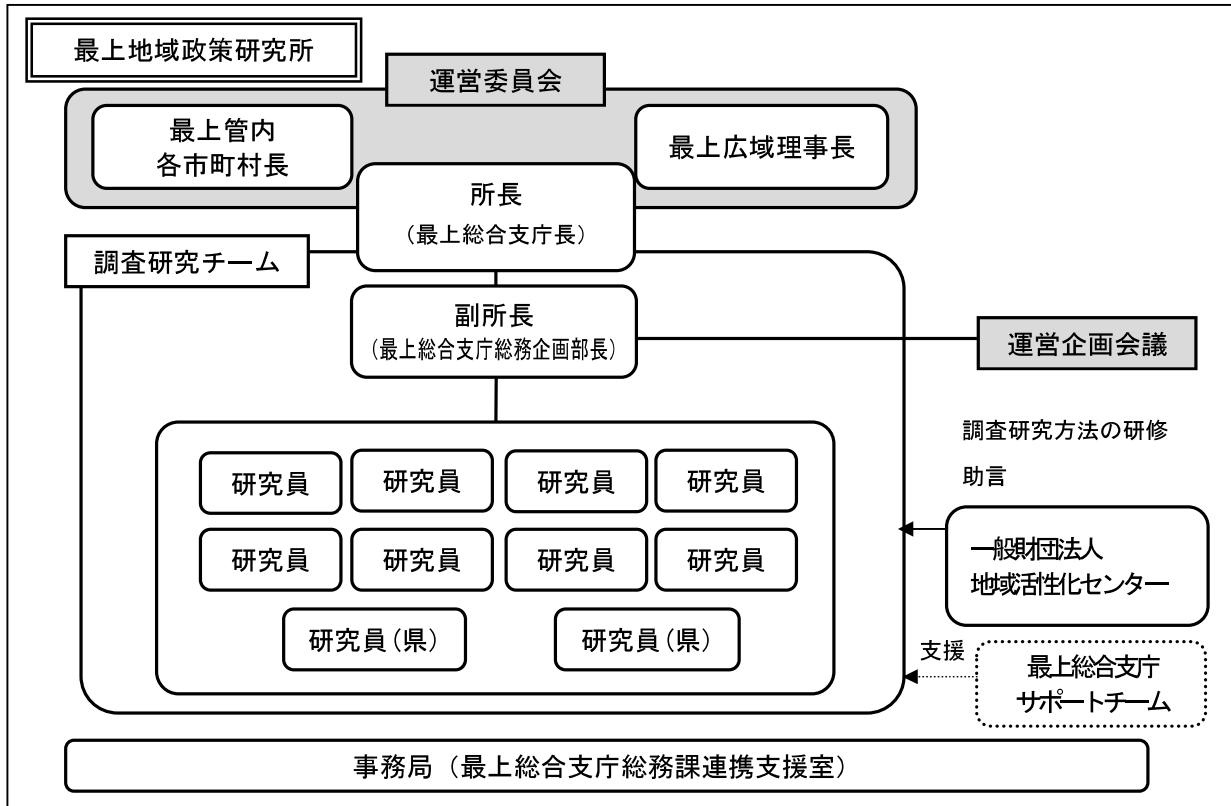 最上地域政策研究所
運営委員会
最上管内
各市町村長
最上広域理事長
所長
(最上総合支庁長)
調査研究チーム
副所長
(最上総合支庁総務企画部長)
運営企画会議
調査研究方法の研修
助言
研究員
研究員
研究員
研究員
研究員
研究員
研究員
研究員
研究員(県)
研究員(県)
一般財団法人
地域活性化センター
支援
最上総合支庁
サポートチーム
事務局(最上総合支庁総務課連携支援室)